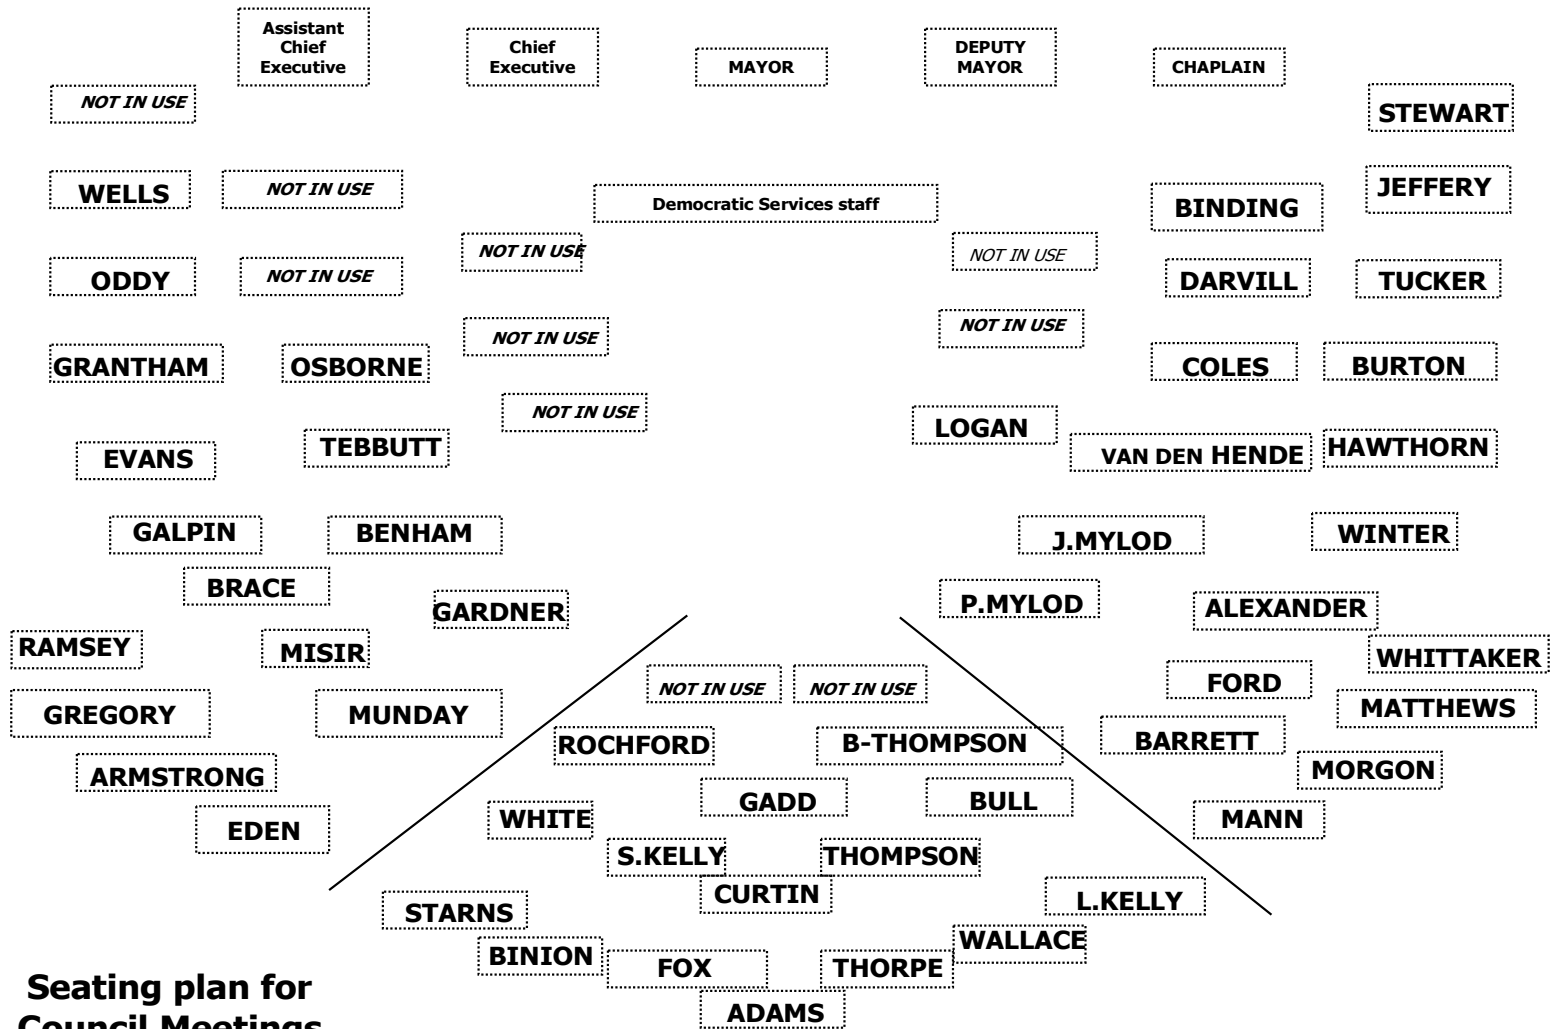 Assistant
Chief
Executive
Chief
Executive
MAYOR
DEPUTY
MAYOR
CHAPLAIN
NOT IN USE
STEWART
WELLS
NOT IN USE
Democratic Services staff
BINDING
JEFFERY
NOT IN USE
NOT IN USE
ODDY
NOT IN USE
DARVILL
TUCKER
NOT IN USE
NOT IN USE
GRANTHAM
OSBORNE
COLES
BURTON
NOT IN USE
LOGAN
EVANS
TEBBUTT
VAN DEN HENDE
HAWTHORN
GALPIN
BENHAM
J.MYLOD
WINTER
BRACE
GARDNER
P.MYLOD
ALEXANDER
RAMSEY
MISIR
WHITTAKER
NOT IN USE
NOT IN USE
FORD
GREGORY
MUNDAY
MATTHEWS
ROCHFORD
B-THOMPSON
BARRETT
ARMSTRONG
MORGON
GADD
BULL
EDEN
WHITE
MANN
S.KELLY
THOMPSON
CURTIN
L.KELLY
STARNS
WALLACE
BINION
FOX
THORPE
ADAMS
Seating plan for
Council Meetings